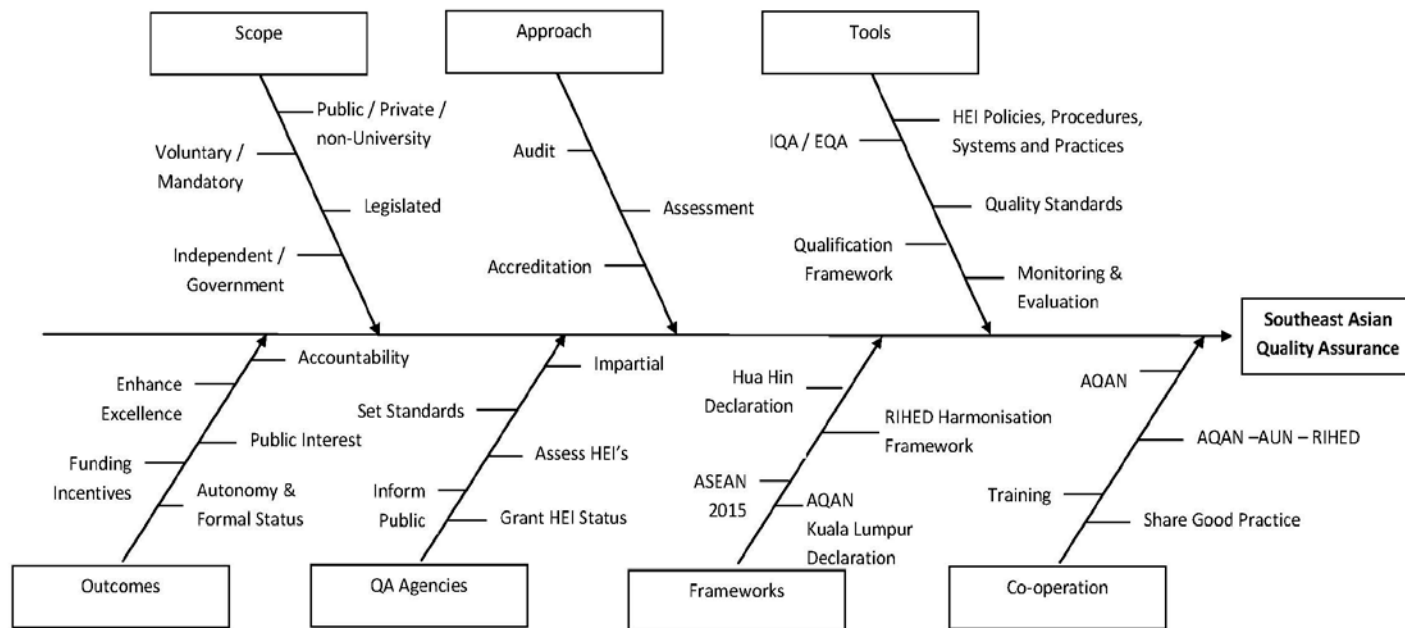 Scope
Approach
Tools
Public / Private /
non-University
Voluntary /
Mandatory
Legislated
Independent /
Government
Audit
Assessment
Accreditation
HEI Policies, Procedures,
Systems and Practices
IQA / EQA
Quality Standards
Qualification
Framework
Monitoring &
Evaluation
Southeast Asian
Quality Assurance
Accountability
Enhance
Excellence
Public Interest
Funding
Incentives
Autonomy &
Formal Status
Impartial
Set Standards
Assess HEI's
Inform
Public
Grant HEI Status
Hua Hin
Declaration
RIHED Harmonisation
Framework
ASEAN
2015
AQAN
Kuala Lumpur
Declaration
AQAN
AQAN –AUN – RIHED
Training
Share Good Practice
Outcomes
QA Agencies
Frameworks
Co-operation